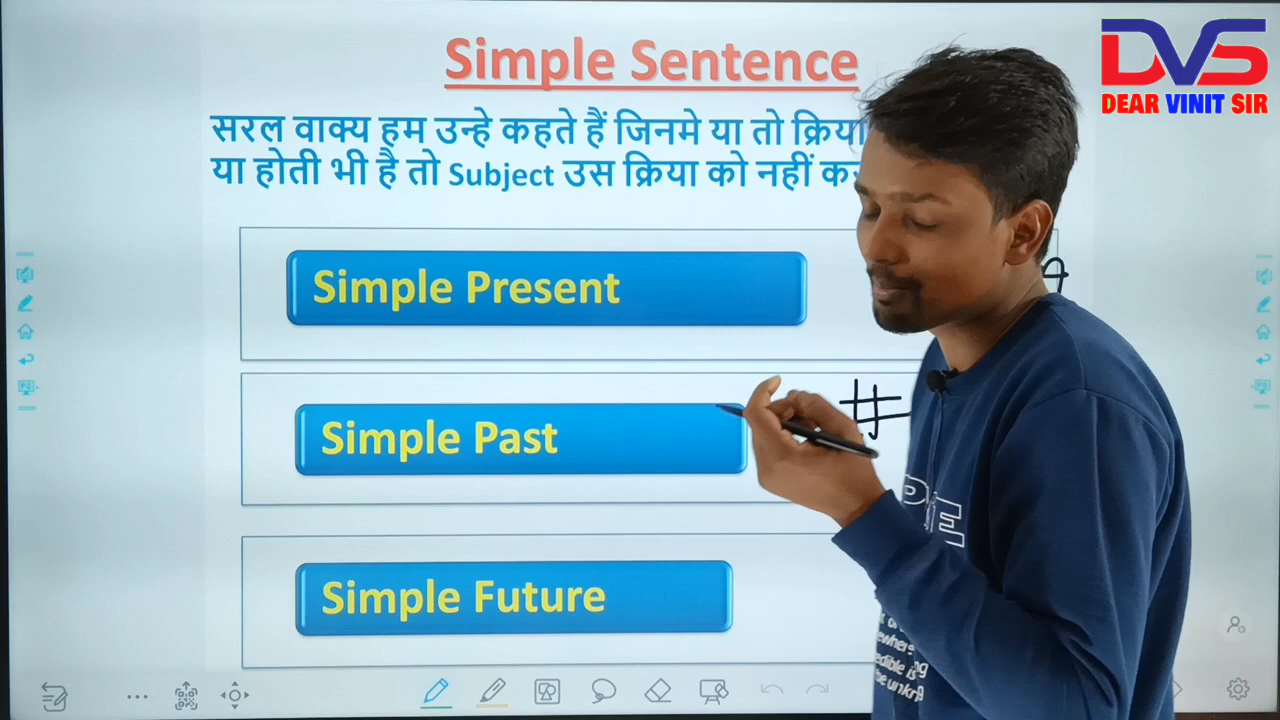 Simple Sentence
DVS
DEAR VINIT SIR
सरल वाक्य हम उन्हे कहते हैं जिनमे या तो क्रिया
या होती भी है तो Subject उस क्रिया को नहीं
Simple Present
#
Simple Past
Simple Future